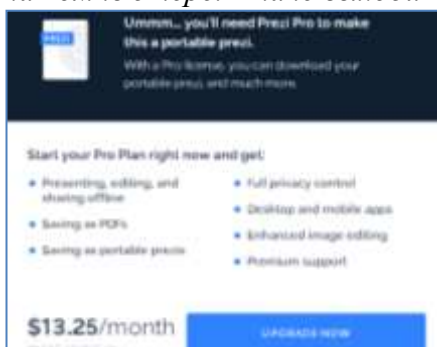 PREZI
Ummm... you'll need Prezi Pro to make
this a portable prezi.
With a Pro license, you can download your
portable prezi, and much more.
Start your Pro Plan right now and get:
Presenting, editing, and
sharing offline
Saving as PDFs
Saving as portable prezis
Full privacy control
Desktop and mobile apps
Enhanced image editing
Premium support
$13.25/month
UPGRADE NOW